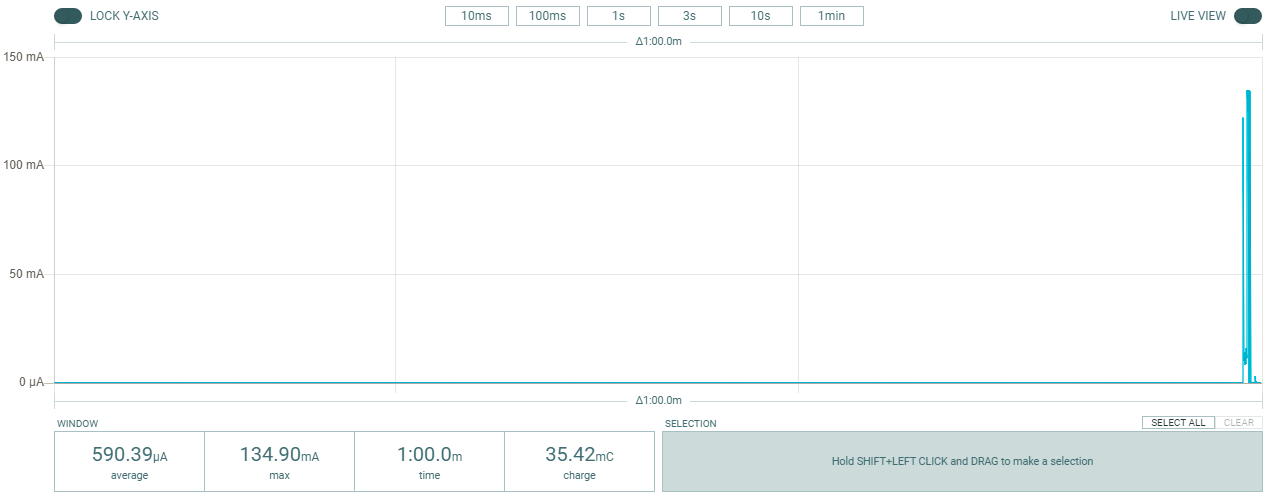 LOCK Y-AXIS 10ms 100ms 1s 3s 10s 1min LIVE VIEW
Δ1:00.0m
150 mA
100 mA
50 mA
0 µA
Δ1:00.0m
WINDOW SELECTION SELECT ALL CLEAR
590.39µA 134.90mA 1:00.0m 35.42mC
average max time charge
Hold SHIFT+LEFT CLICK and DRAG to make a selection